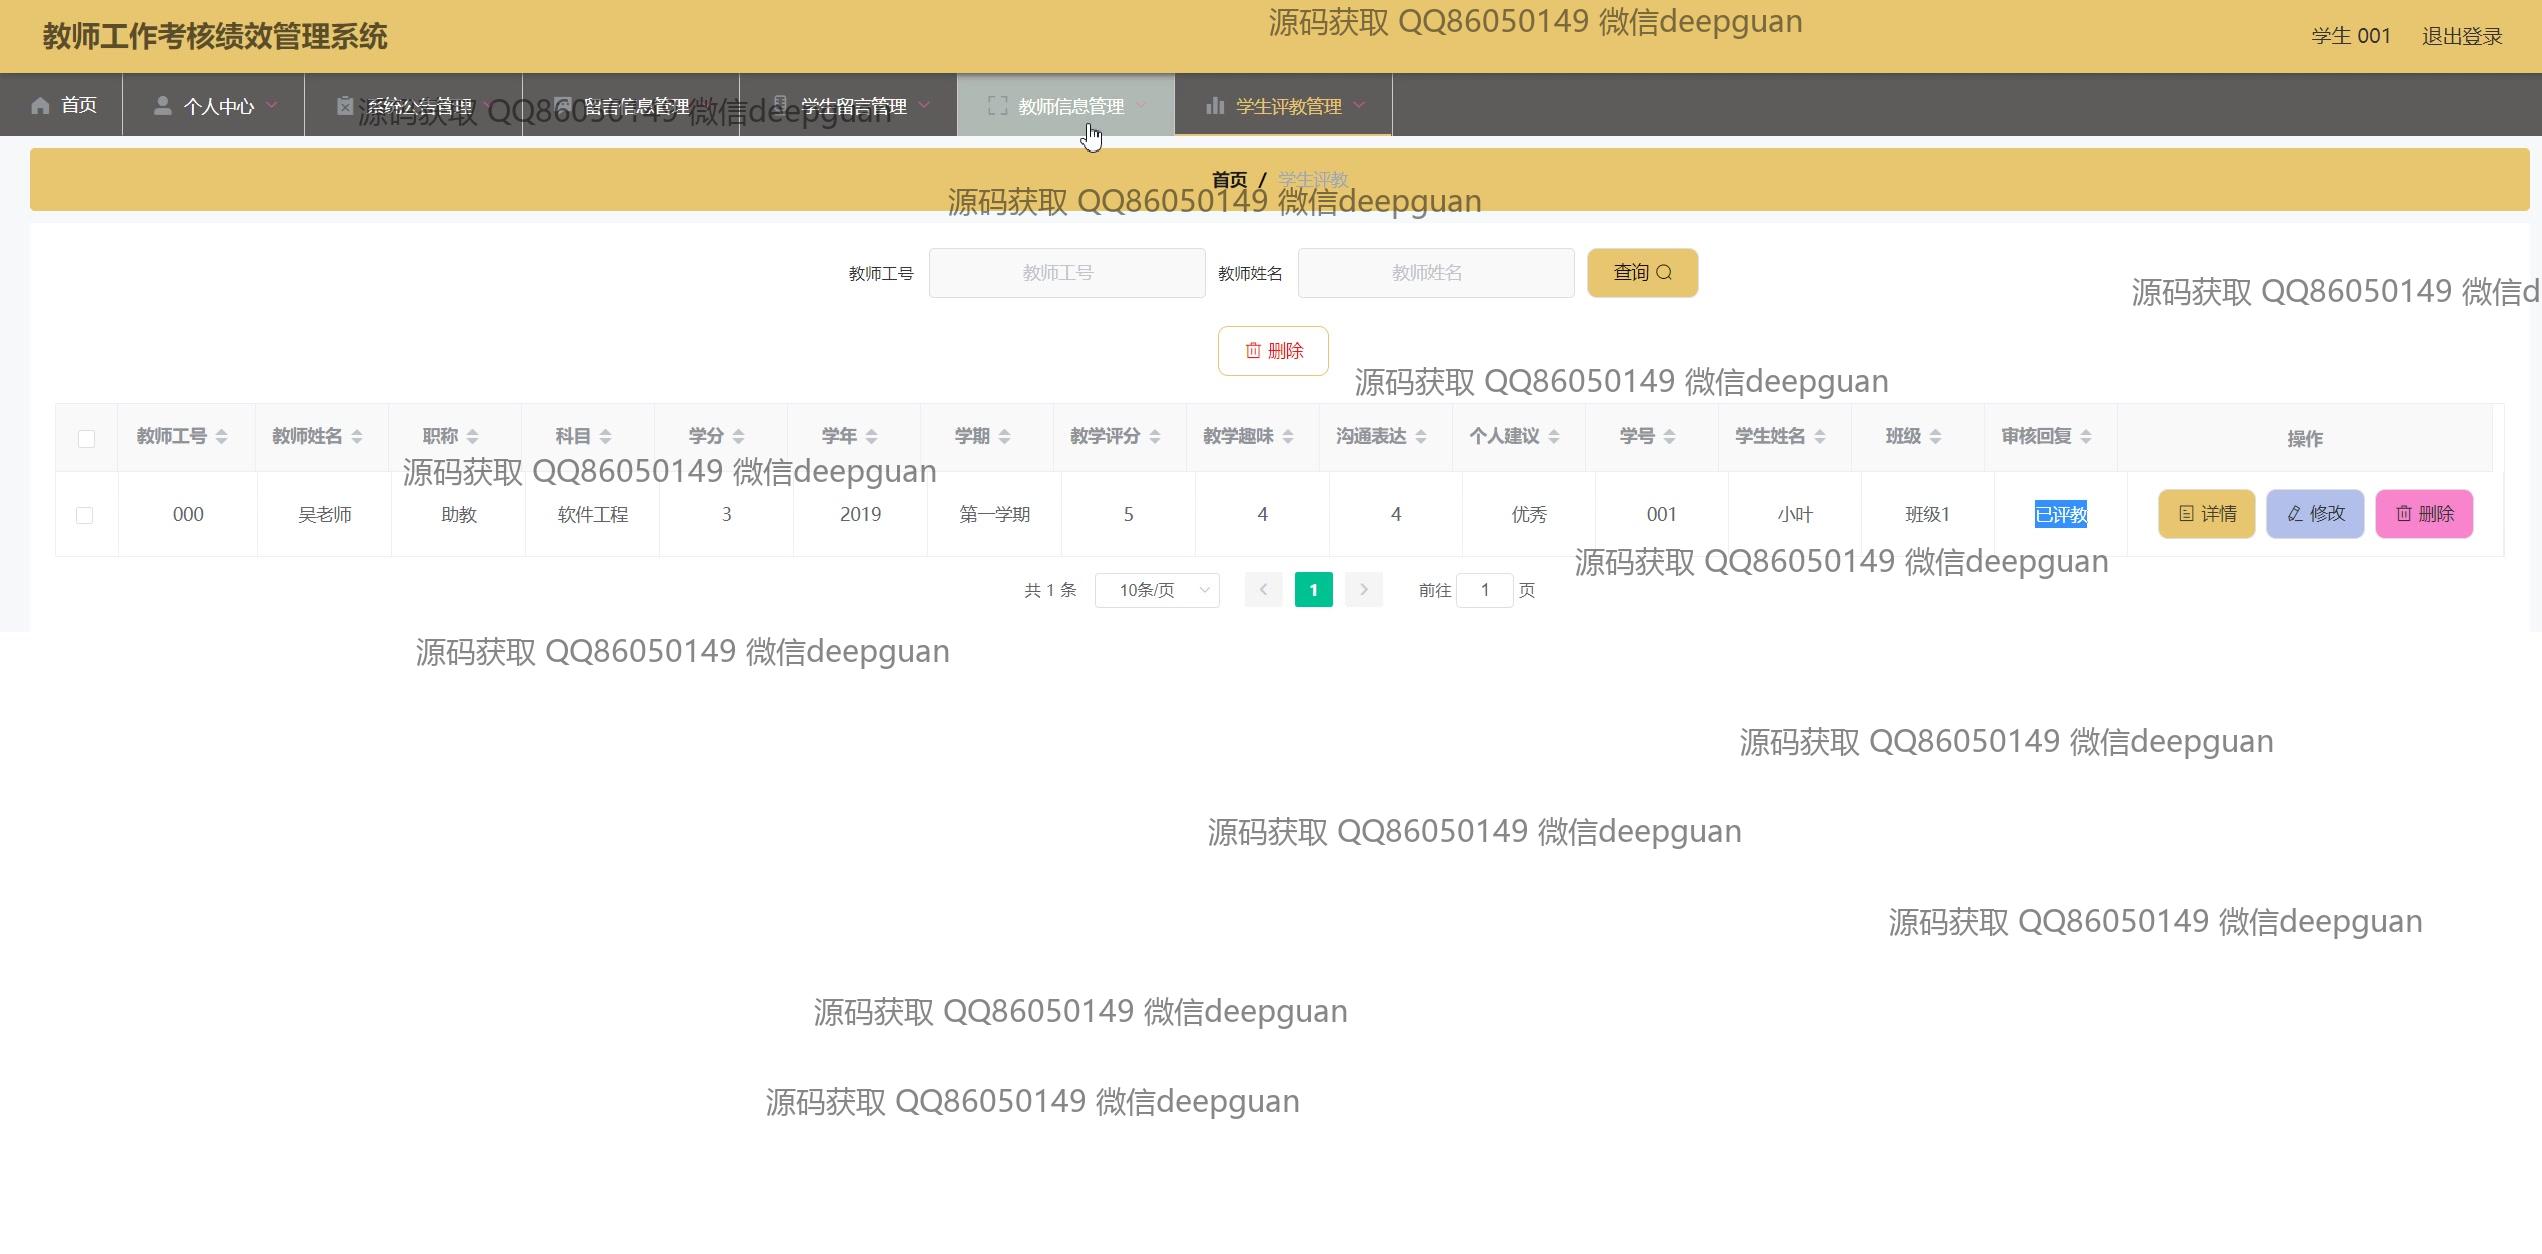 教师工作考核绩效管理系统
源码获取 QQ86050149 微信deepguan
学生 001
退出登录
首页
个人中心
系统公告管理
留言信息管理
学生留言管理
教师信息管理
学生评教管理
源码获取 QQ86050149 微信deepguan
首页 / 学生评教
源码获取 QQ86050149 微信deepguan
教师工号 教师工号 教师姓名 教师姓名 查询
源码获取 QQ86050149 微信d
删除
源码获取 QQ86050149 微信deepguan
教师工号 教师姓名 职称 科目 学分 学年 学期 教学评分 教学趣味 沟通表达 个人建议 学号 学生姓名 班级 审核回复 操作
源码获取 QQ86050149 微信deepguan
000 吴老师 助教 软件工程 3 2019 第一学期 5 4 4 优秀 001 小叶 班级1 已评教 详情 修改 删除
源码获取 QQ86050149 微信deepguan
共 1 条 10条/页 1 前往 1 页
源码获取 QQ86050149 微信deepguan
源码获取 QQ86050149 微信deepguan
源码获取 QQ86050149 微信deepguan
源码获取 QQ86050149 微信deepguan
源码获取 QQ86050149 微信deepguan
源码获取 QQ86050149 微信deepguan